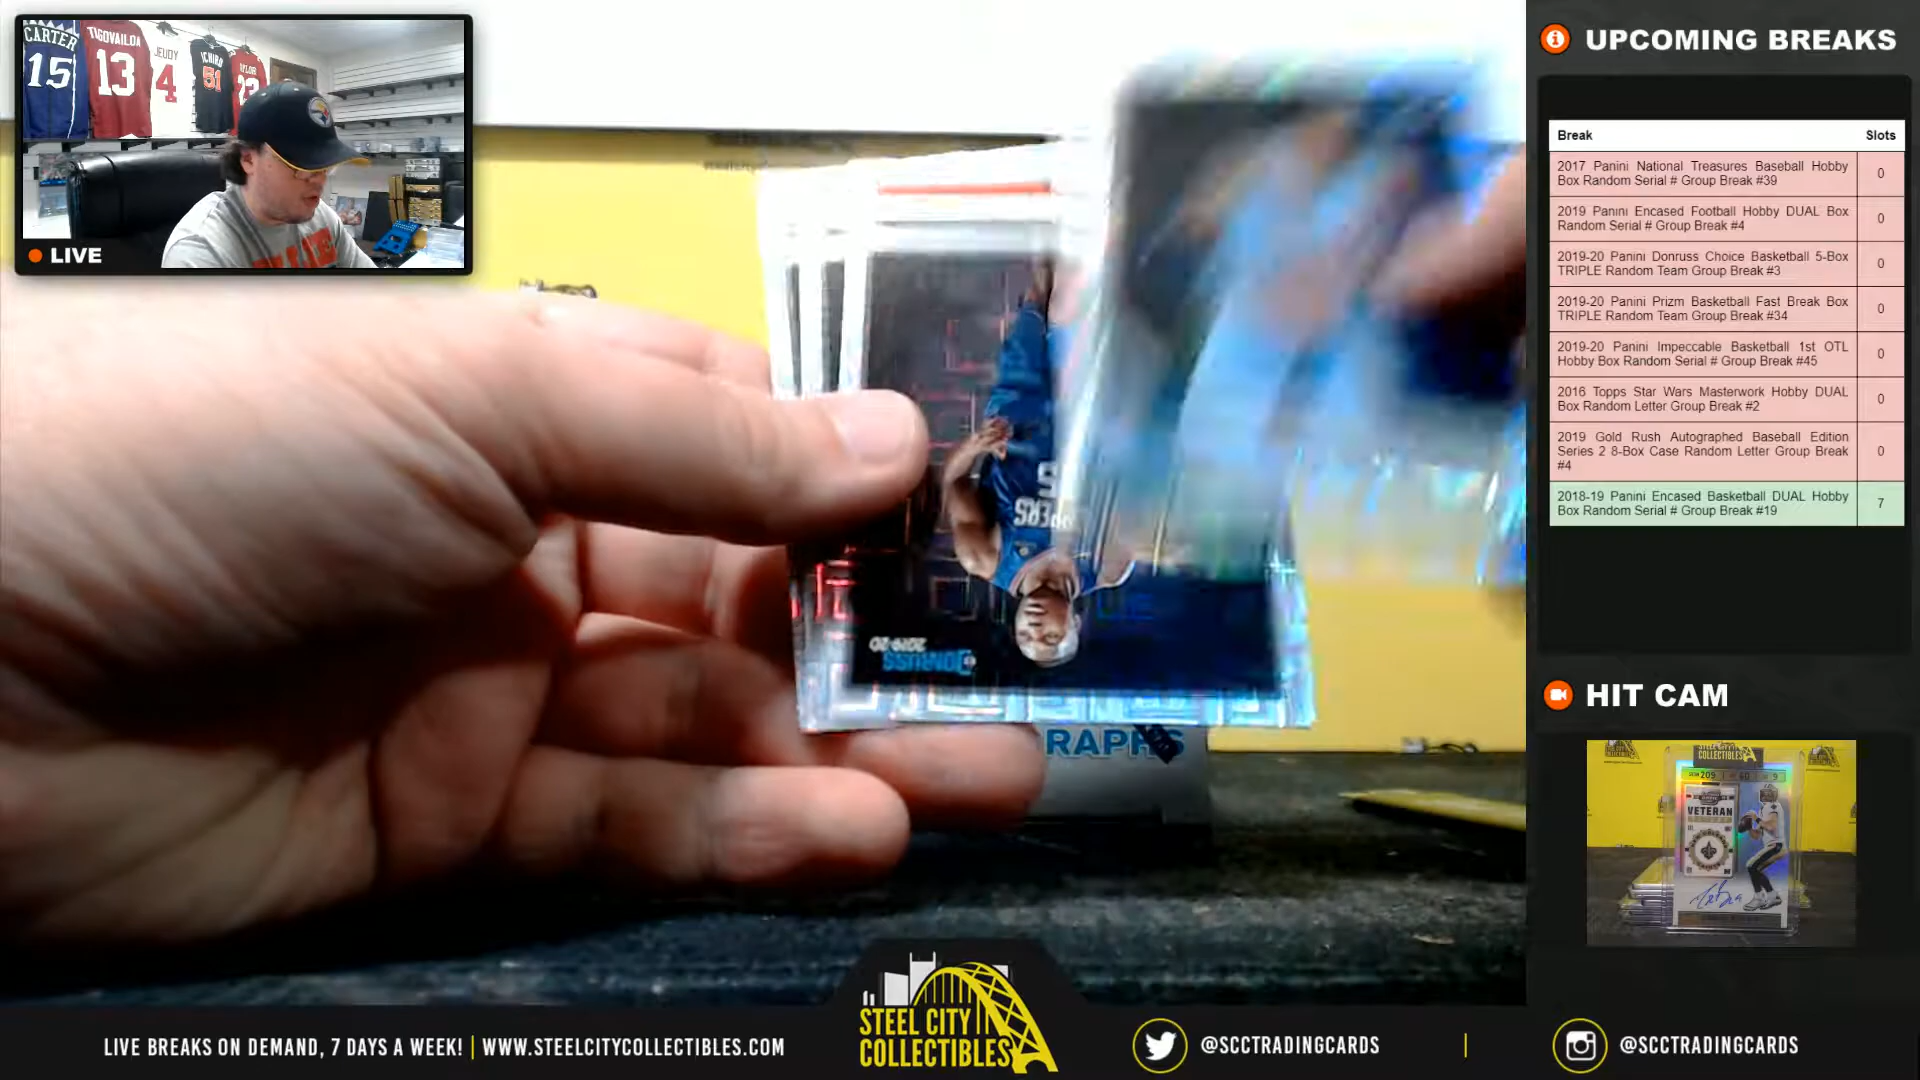 CARTER
15
TAGOVAILOA
13
JEUDY
4
ICHIRO
51
LIVE
DONRUSS
2019-20
RAPHS
UPCOMING BREAKS
Break Slots
2017 Panini National Treasures Baseball Hobby
Box Random Serial # Group Break #39 0
2019 Panini Encased Football Hobby DUAL Box
Random Serial # Group Break #4 0
2019-20 Panini Donruss Choice Basketball 5-Box
TRIPLE Random Team Group Break #3 0
2019-20 Panini Prizm Basketball Fast Break Box
TRIPLE Random Team Group Break #34 0
2019-20 Panini Impeccable Basketball 1st OTL
Hobby Box Random Serial # Group Break #45 0
2016 Topps Star Wars Masterwork Hobby DUAL
Box Random Letter Group Break #2 0
2019 Gold Rush Autographed Baseball Edition
Series 2 8-Box Case Random Letter Group Break
#4 0
2018-19 Panini Encased Basketball DUAL Hobby
Box Random Serial # Group Break #19 7
HIT CAM
STEEL CITY
COLLECTIBLES
VETERAN
LIVE BREAKS ON DEMAND, 7 DAYS A WEEK! | WWW.STEELCITYCOLLECTIBLES.COM
STEEL CITY
COLLECTIBLES
@SCCTRADINGCARDS
@SCCTRADINGCARDS